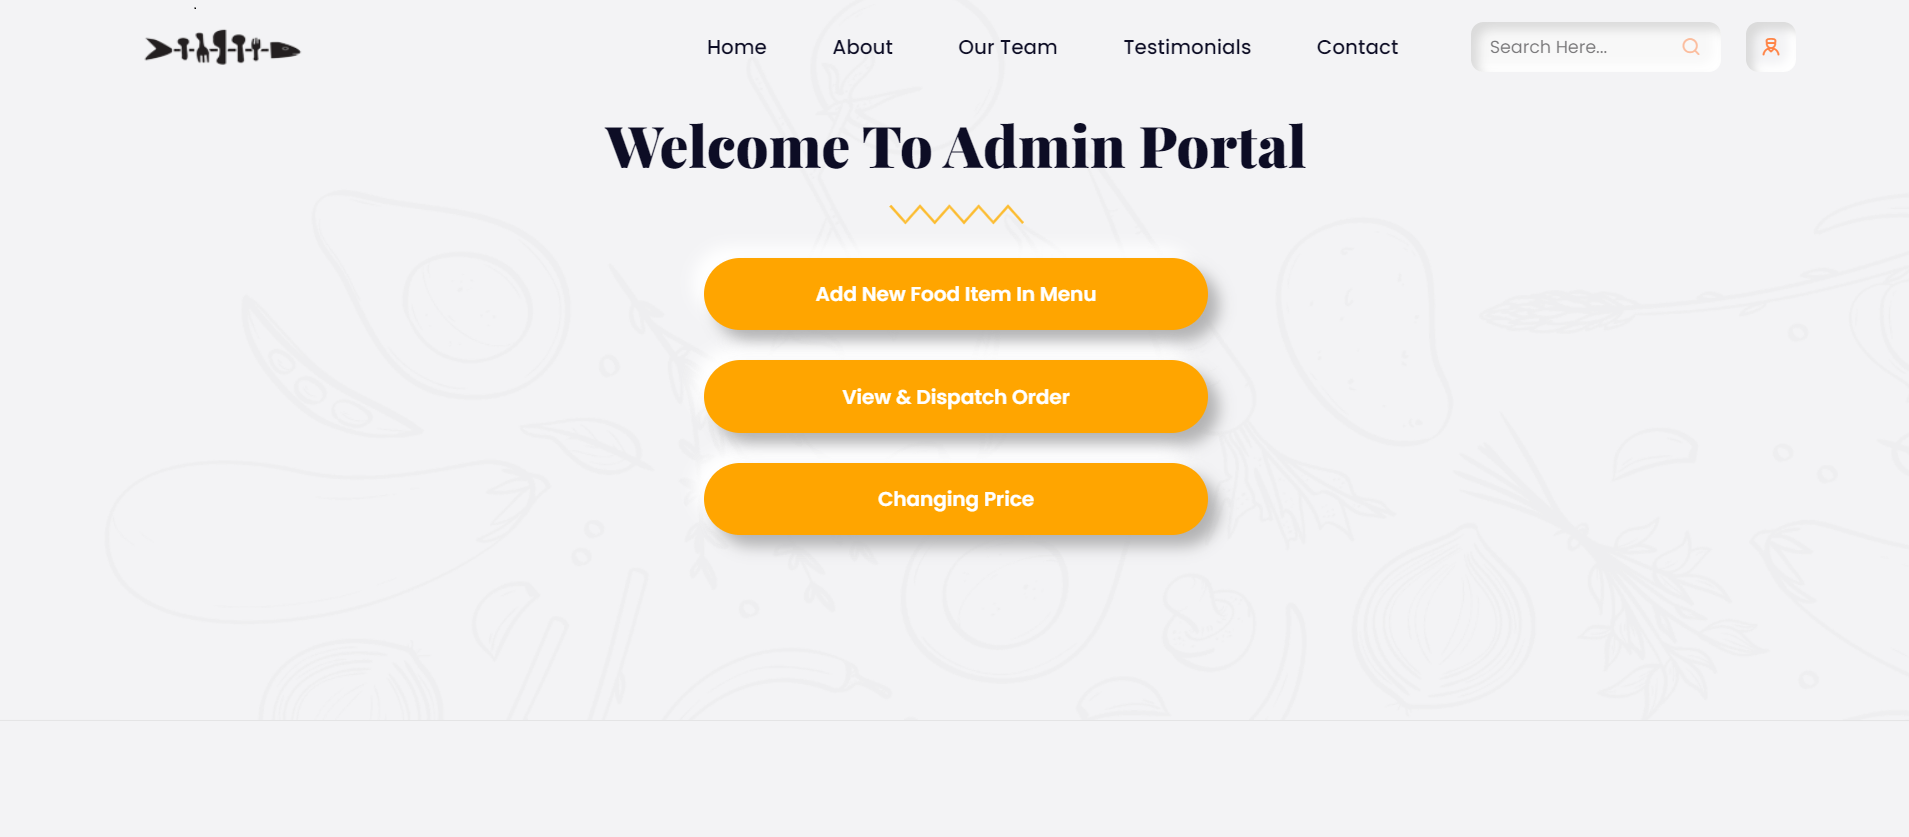 Home About Our Team Testimonials Contact Search Here...
Welcome To Admin Portal
Add New Food Item In Menu
View & Dispatch Order
Changing Price